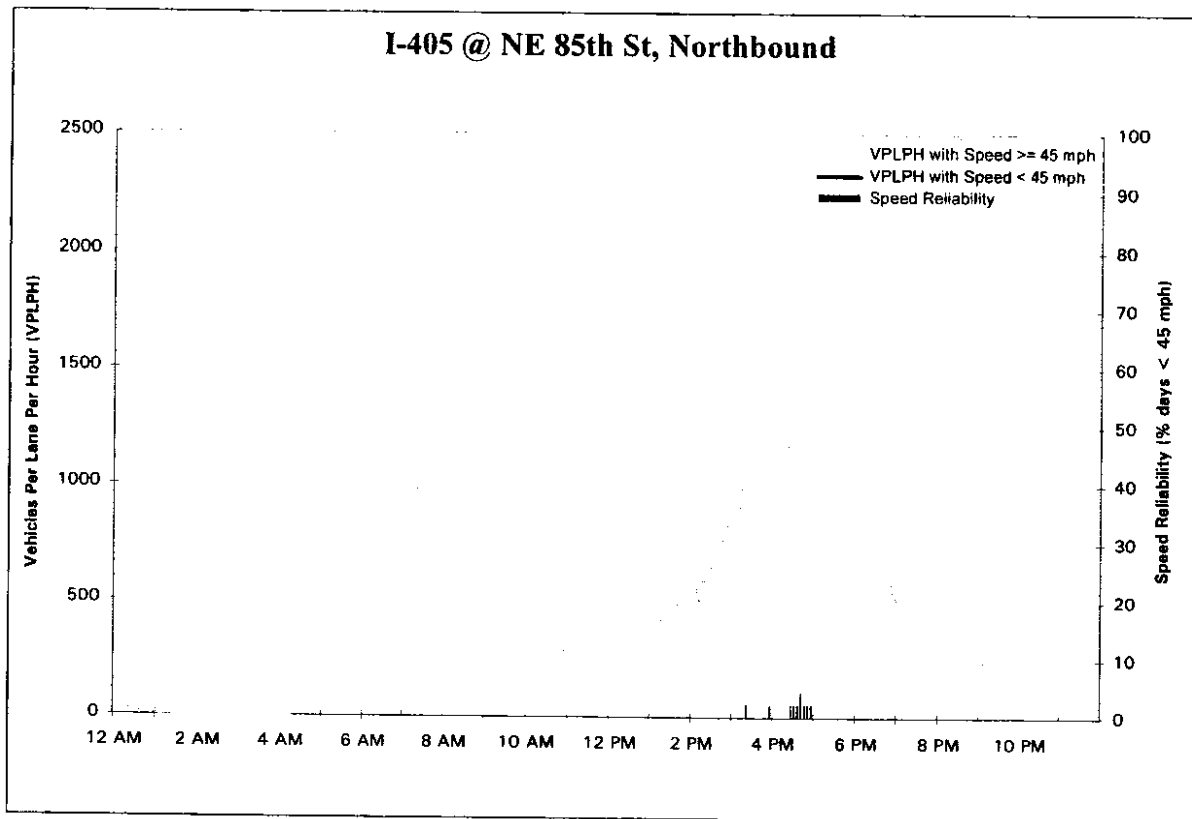 I-405 @ NE 85th St, Northbound
2500
2000
1500
1000
500
0
Vehicles Per Lane Per Hour (VPLPH)
VPLPH with Speed >= 45 mph
VPLPH with Speed < 45 mph
Speed Reliability
100
90
80
70
60
50
40
30
20
10
0
Speed Reliability (% days < 45 mph)
12 AM 2 AM 4 AM 6 AM 8 AM 10 AM 12 PM 2 PM 4 PM 6 PM 8 PM 10 PM